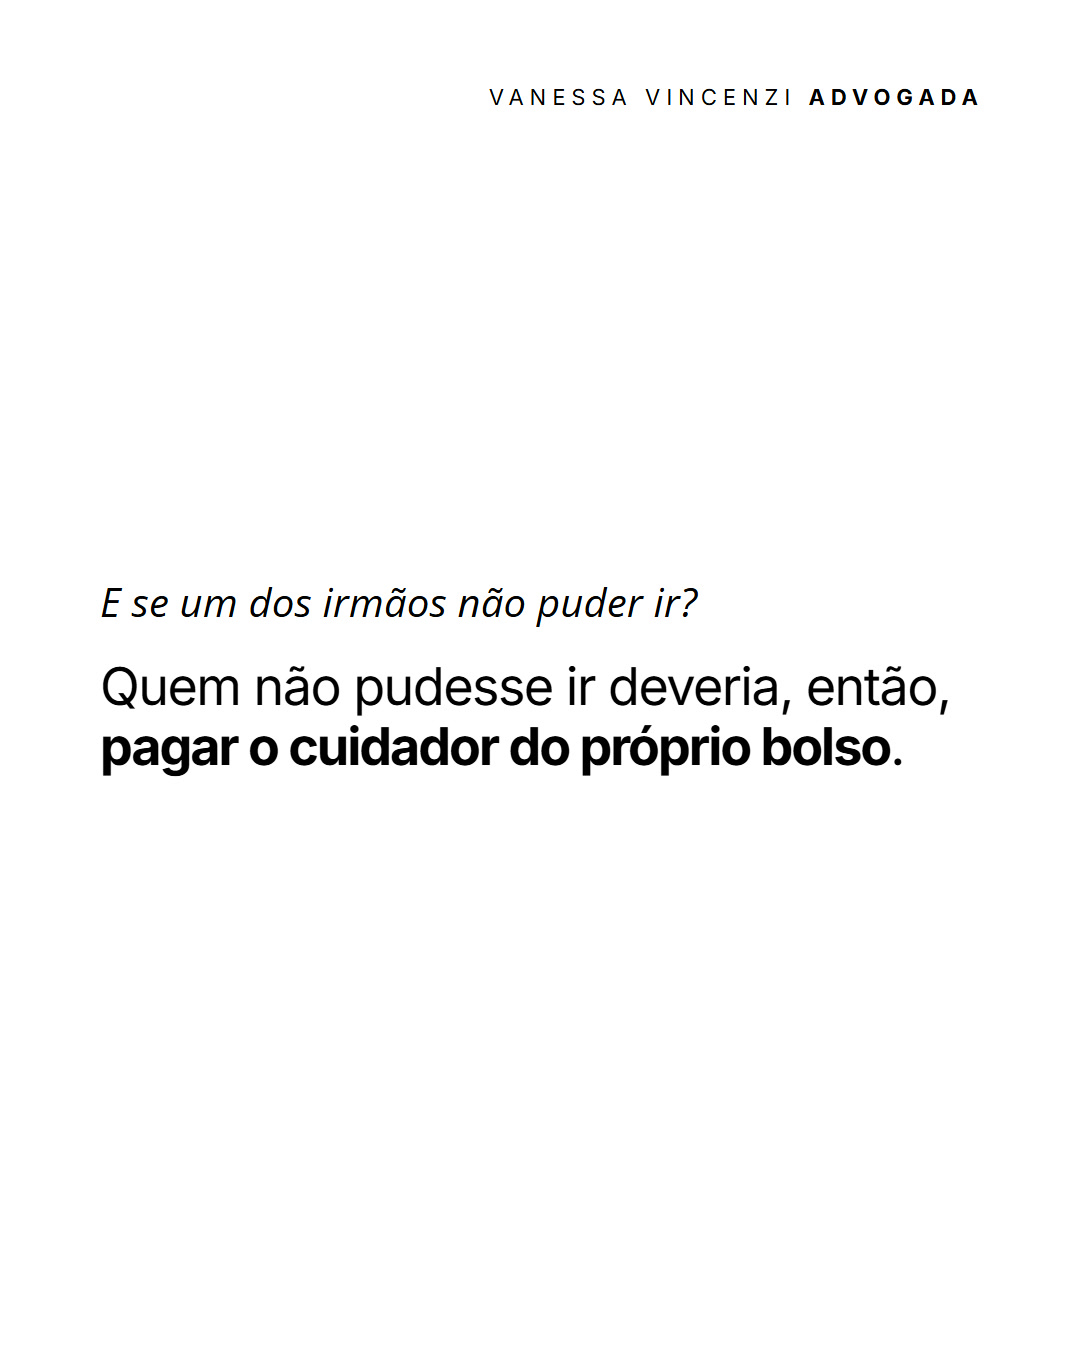 VANESSA VINCENZI ADVOGADA
E se um dos irmãos não puder ir?
Quem não pudesse ir deveria, então,
pagar o cuidador do próprio bolso.